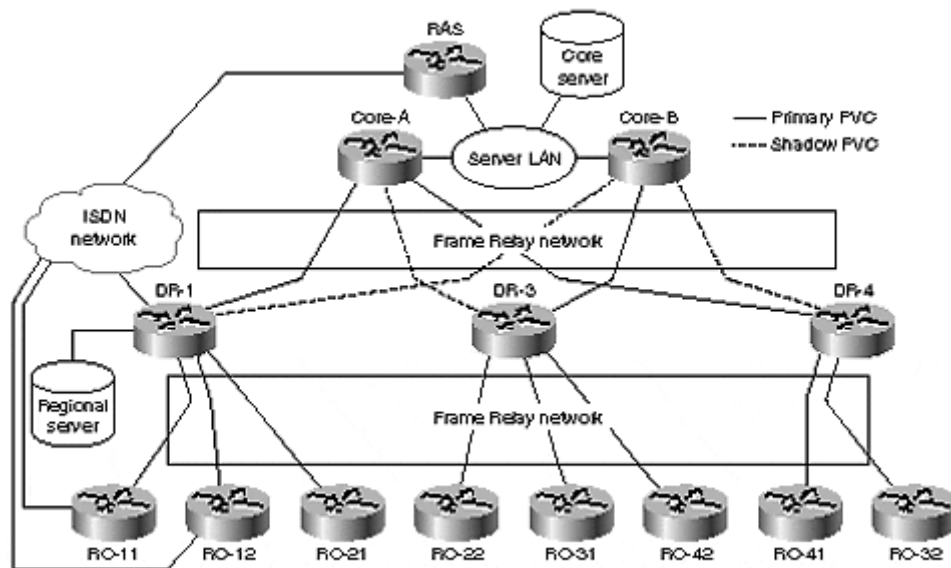 RAS
Core
server
Core-A
Core-B
Primary PVC
Shadow PVC
Server LAN
ISDN
network
Frame Relay network
DR-1
DR-3
DR-4
Regional
server
Frame Relay network
RO-11
RO-12
RO-21
RO-22
RO-31
RO-42
RO-41
RO-32